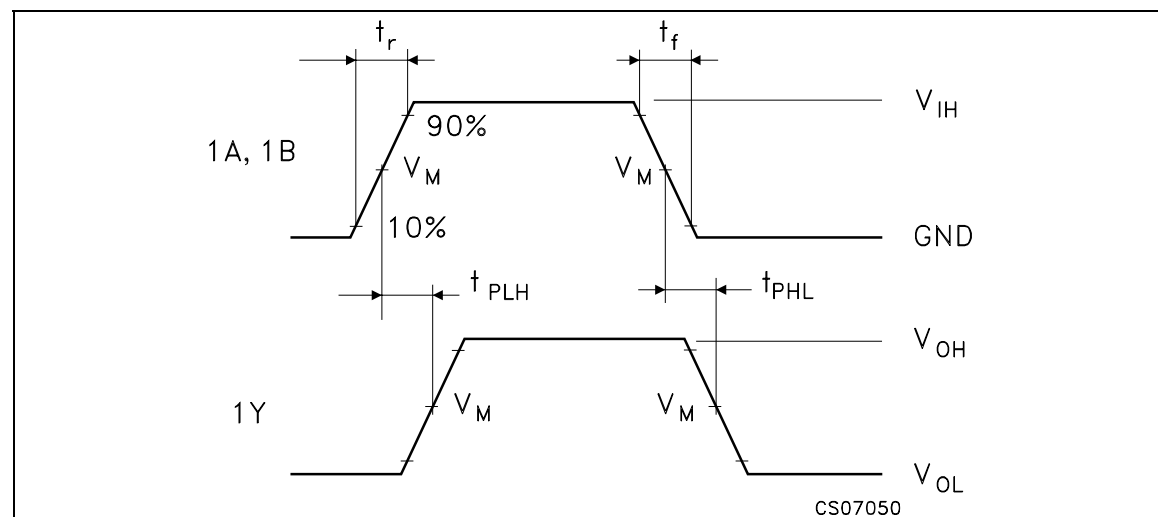 tr
tf
VIH
90%
1A, 1B
VM
VM
10%
GND
tPLH
tPHL
VOH
1Y
VM
VM
VOL
CS07050